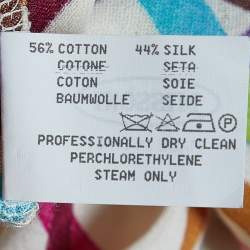 56% COTTON 44% SILK
COTONE SETA
COTON SOIE
BAUMWOLLE SEIDE
PROFESSIONALLY DRY CLEAN
PERCHLORETHYLENE
STEAM ONLY